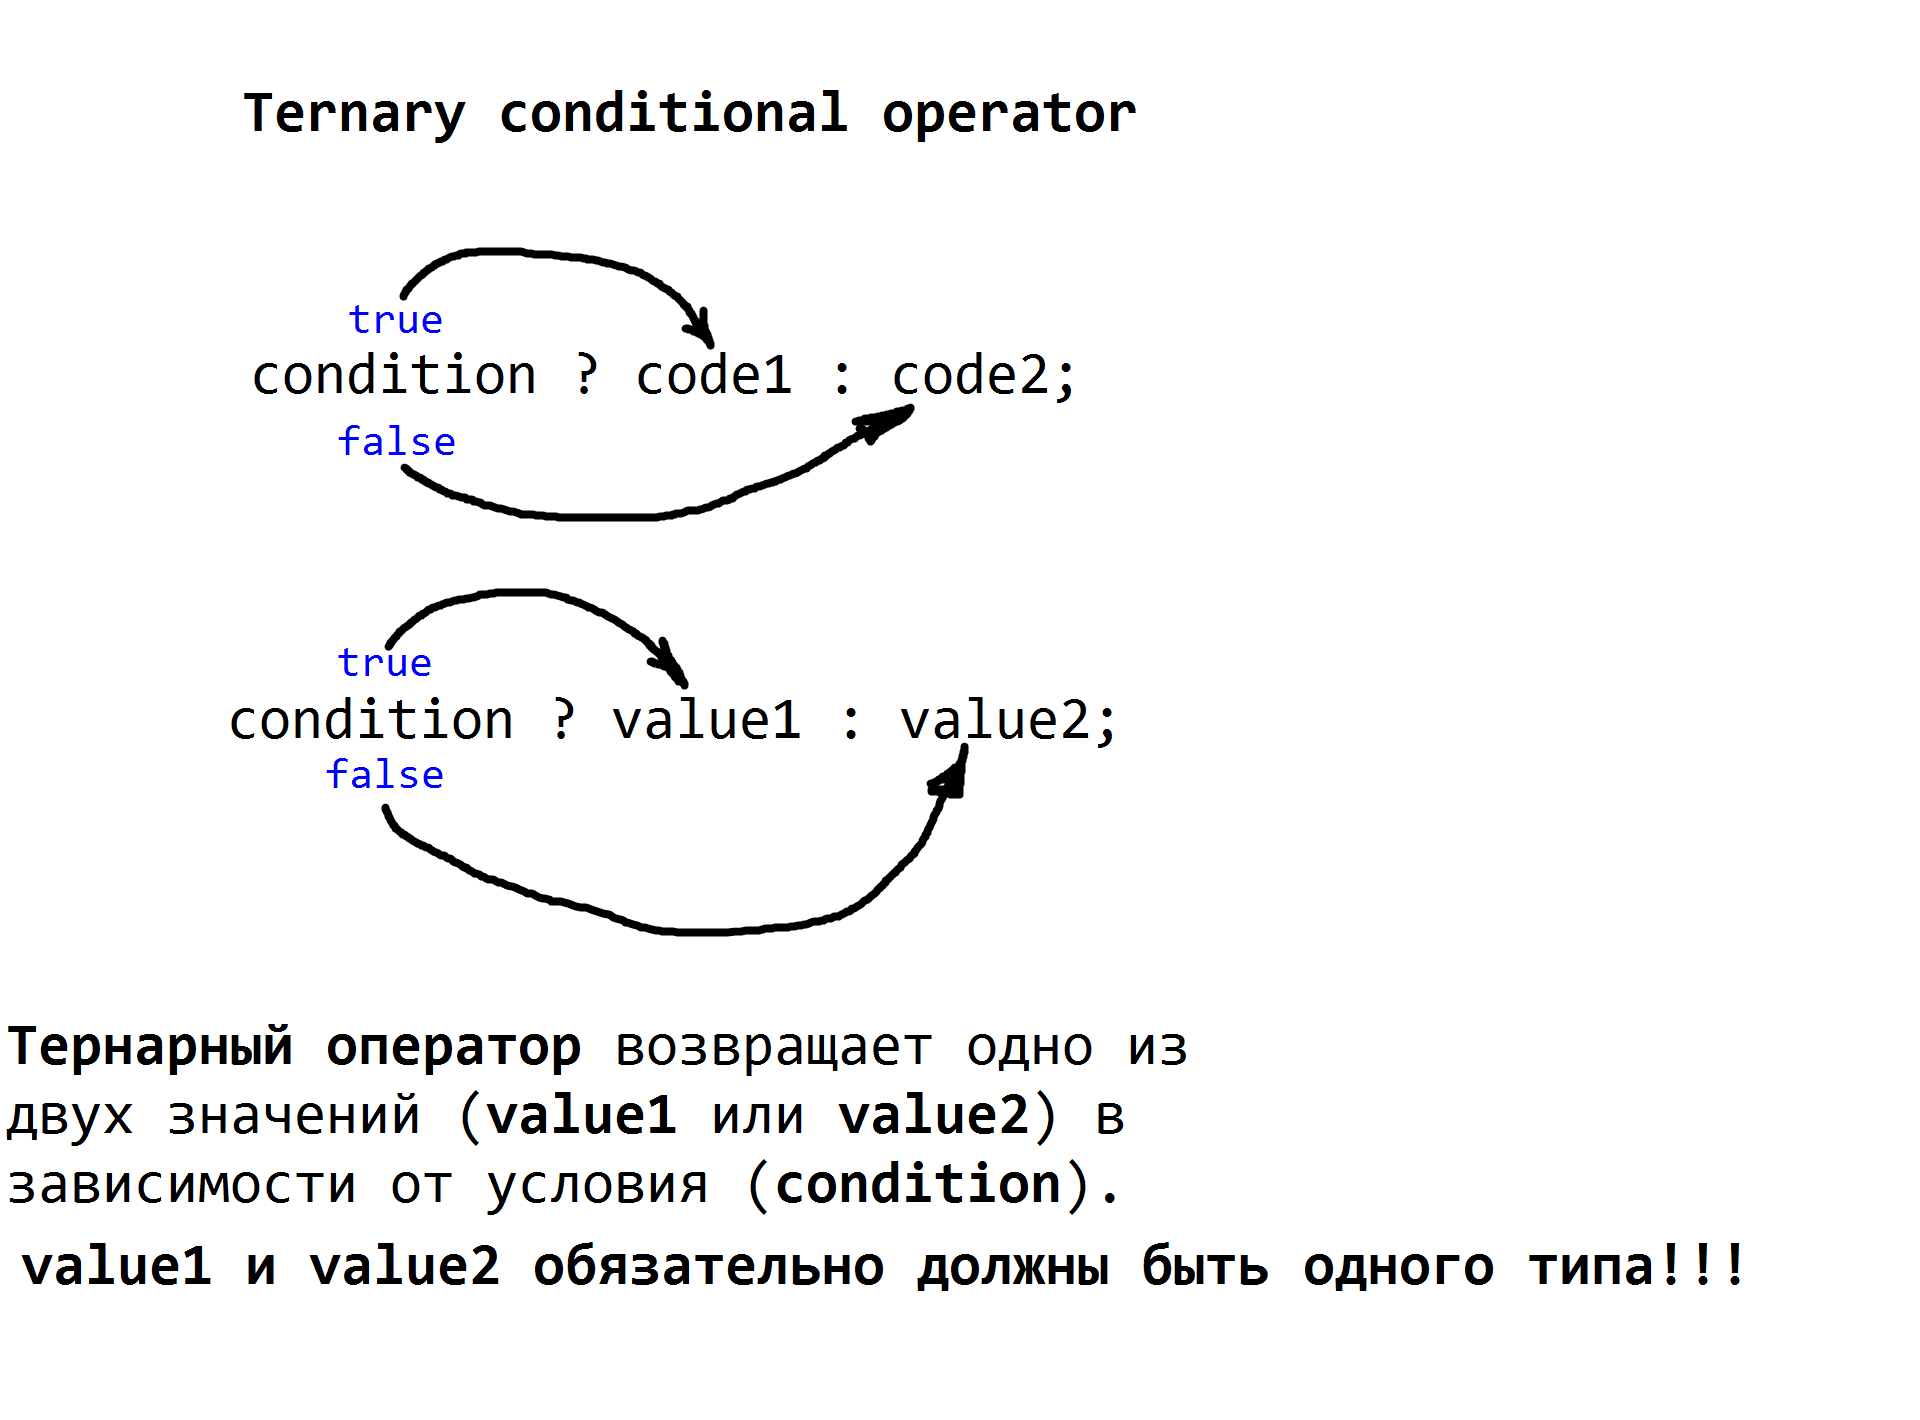 Ternary conditional operator
true
condition ? code1 : code2;
false
true
condition ? value1 : value2;
false
Тернарный оператор возвращает одно из
двух значений (value1 или value2) в
зависимости от условия (condition).
value1 и value2 обязательно должны быть одного типа!!!